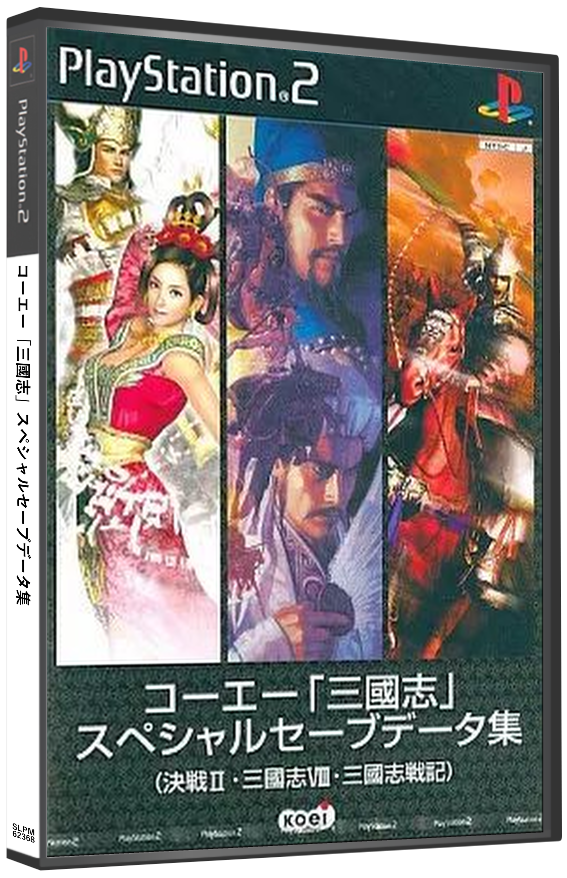 PlayStation®2
NTSC J
コーエー「三國志」
スペシャルセーブデータ集
(決戦Ⅱ・三國志Ⅷ・三國志戦記)
KOEI
PlayStation®2
コーエー「三國志」スペシャルセーブデータ集
SLPM
62368